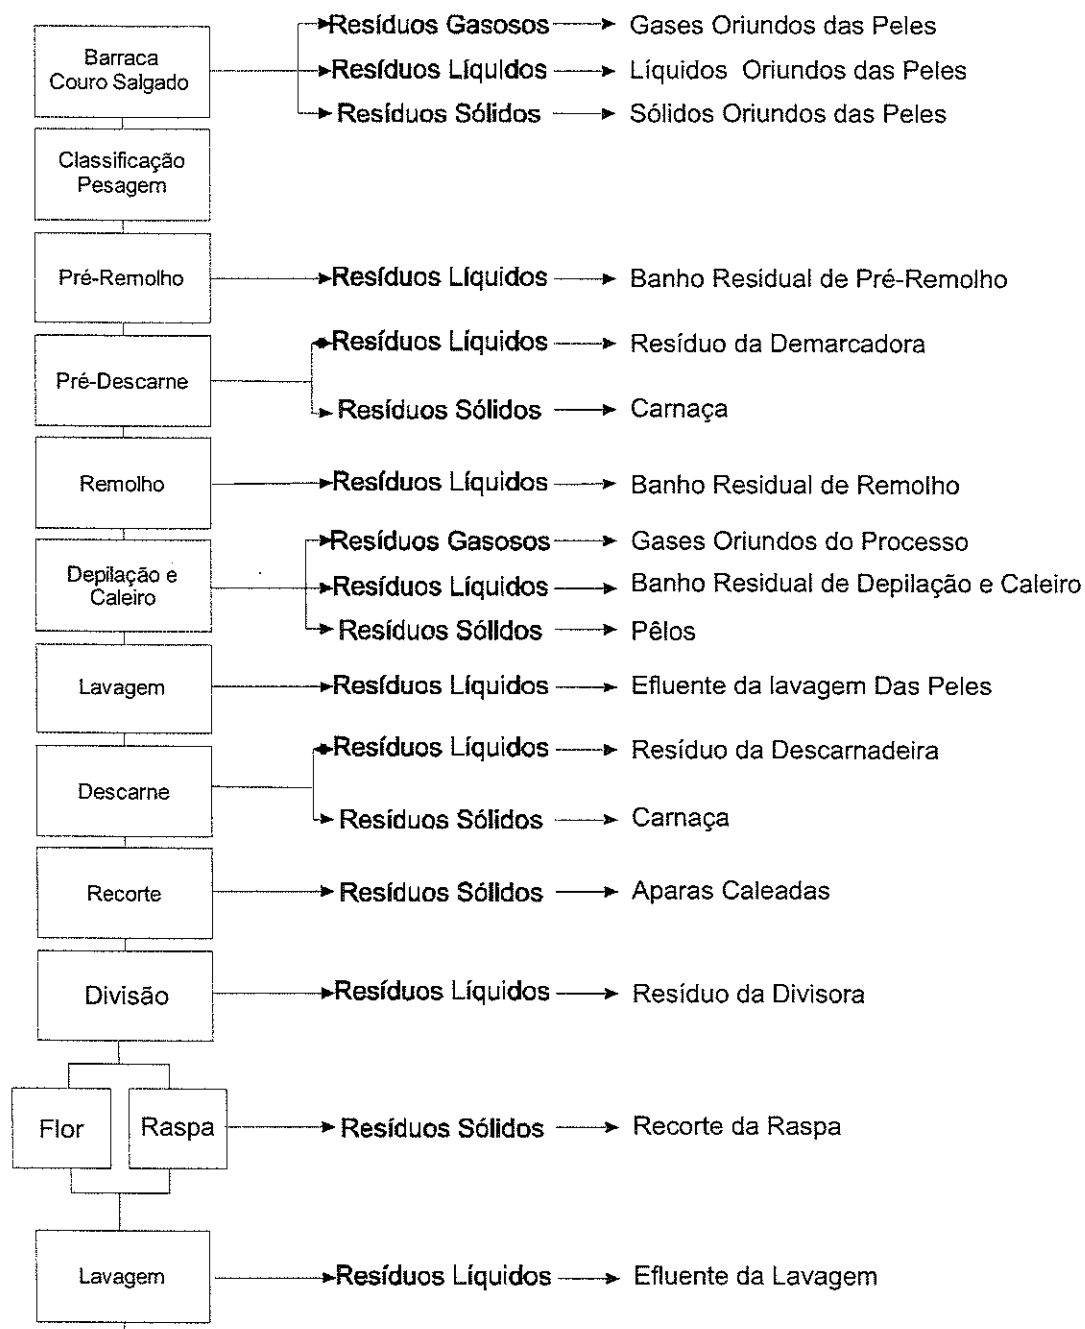 Barraca
Couro Salgado
Resíduos Gasosos
Gases Oriundos das Peles
Resíduos Líquidos
Líquidos Oriundos das Peles
Resíduos Sólidos
Sólidos Oriundos das Peles
Classificação
Pesagem
Pré-Remolho
Resíduos Líquidos
Banho Residual de Pré-Remolho
Pré-Descarne
Resíduos Líquidos
Resíduo da Demarcadora
Resíduos Sólidos
Carnaça
Remolho
Resíduos Líquidos
Banho Residual de Remolho
Depilação e
Caleiro
Resíduos Gasosos
Gases Oriundos do Processo
Resíduos Líquidos
Banho Residual de Depilação e Caleiro
Resíduos Sólidos
Pêlos
Lavagem
Resíduos Líquidos
Efluente da lavagem Das Peles
Descarne
Resíduos Líquidos
Resíduo da Descarnadeira
Resíduos Sólidos
Carnaça
Recorte
Resíduos Sólidos
Aparas Caleadas
Divisão
Resíduos Líquidos
Resíduo da Divisora
Flor
Raspa
Resíduos Sólidos
Recorte da Raspa
Lavagem
Resíduos Líquidos
Efluente da Lavagem